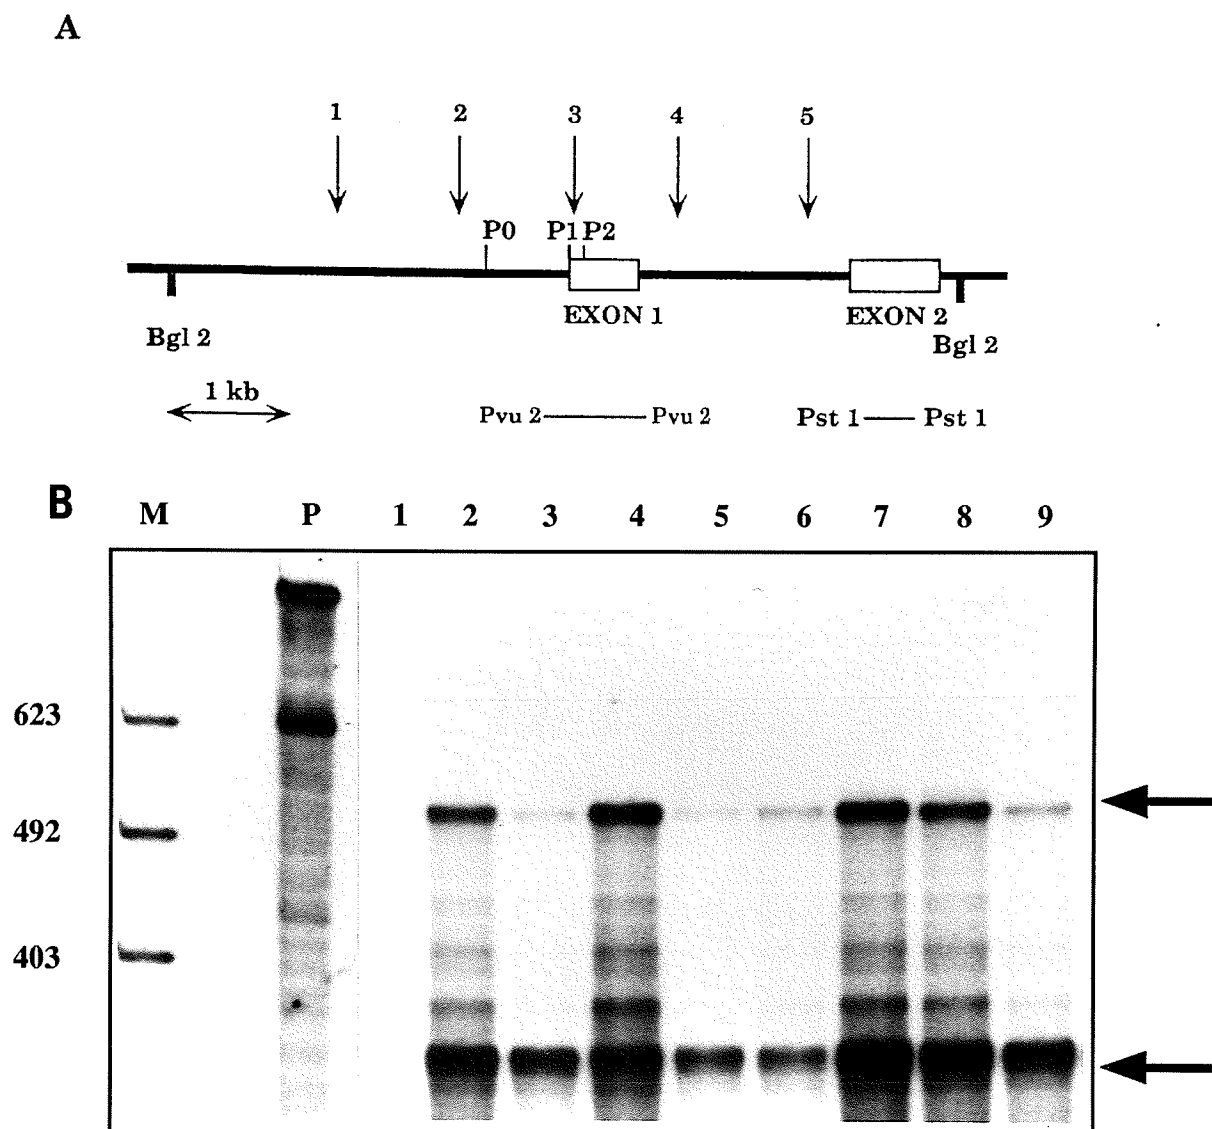 A
1 2 3 4 5
P0 P1 P2
EXON 1 EXON 2
Bgl 2 Bgl 2
1 kb
Pvu 2 Pvu 2 Pst 1 Pst 1
B M P 1 2 3 4 5 6 7 8 9
623
492
403